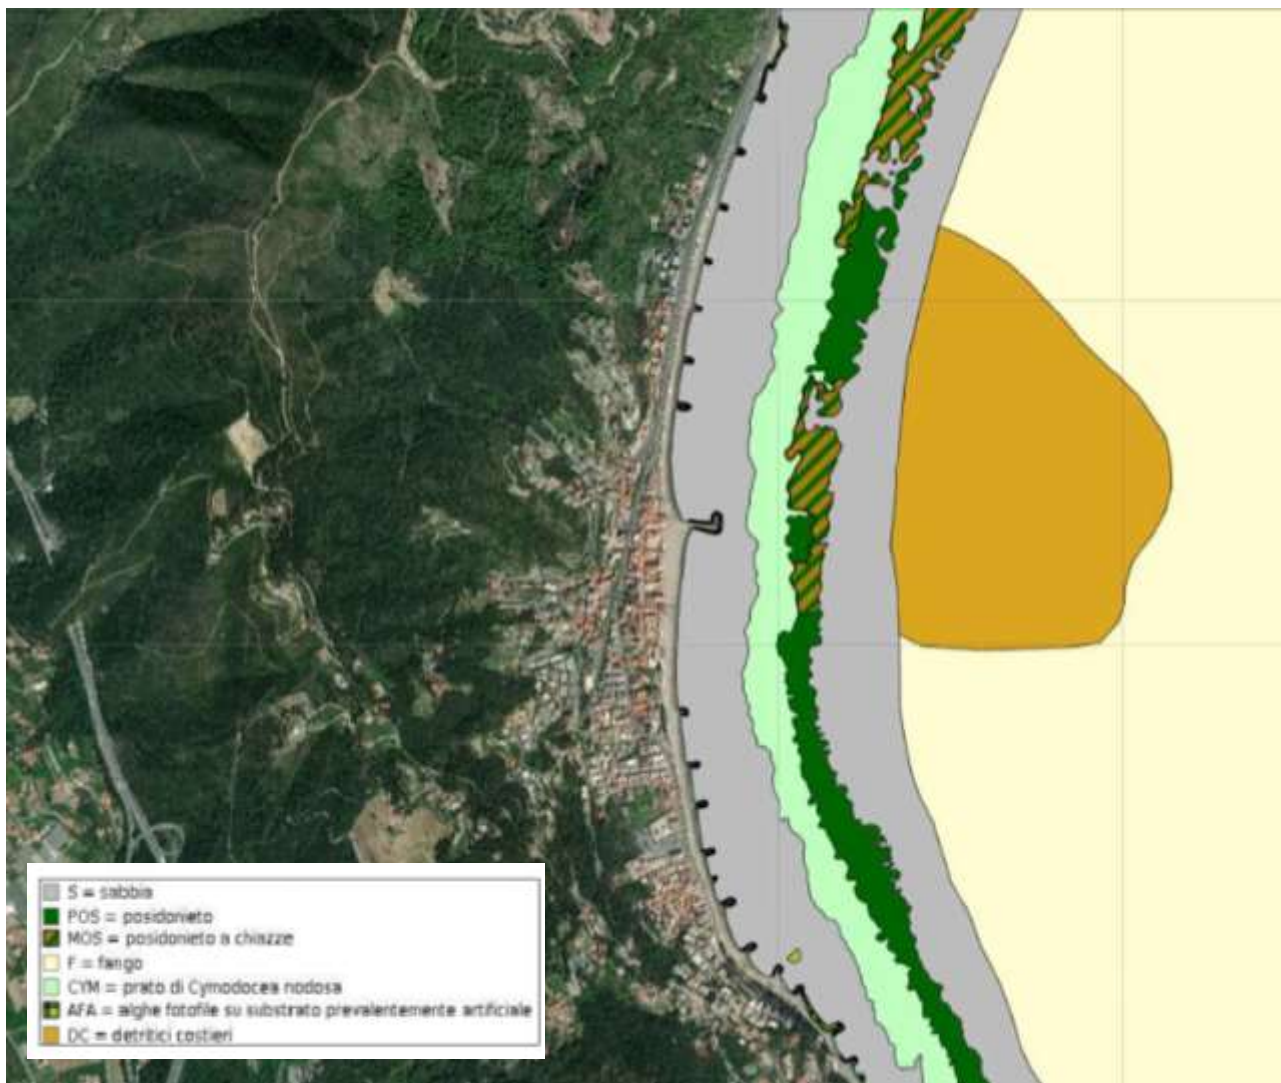 S = sabbia
POS = posidonieto
MOS = posidonieto a chiazze
F = fango
CYM = prato di Cymodocea nodosa
AFA = alghe fotofile su substrato prevalentemente artificiale
DC = detritici costieri